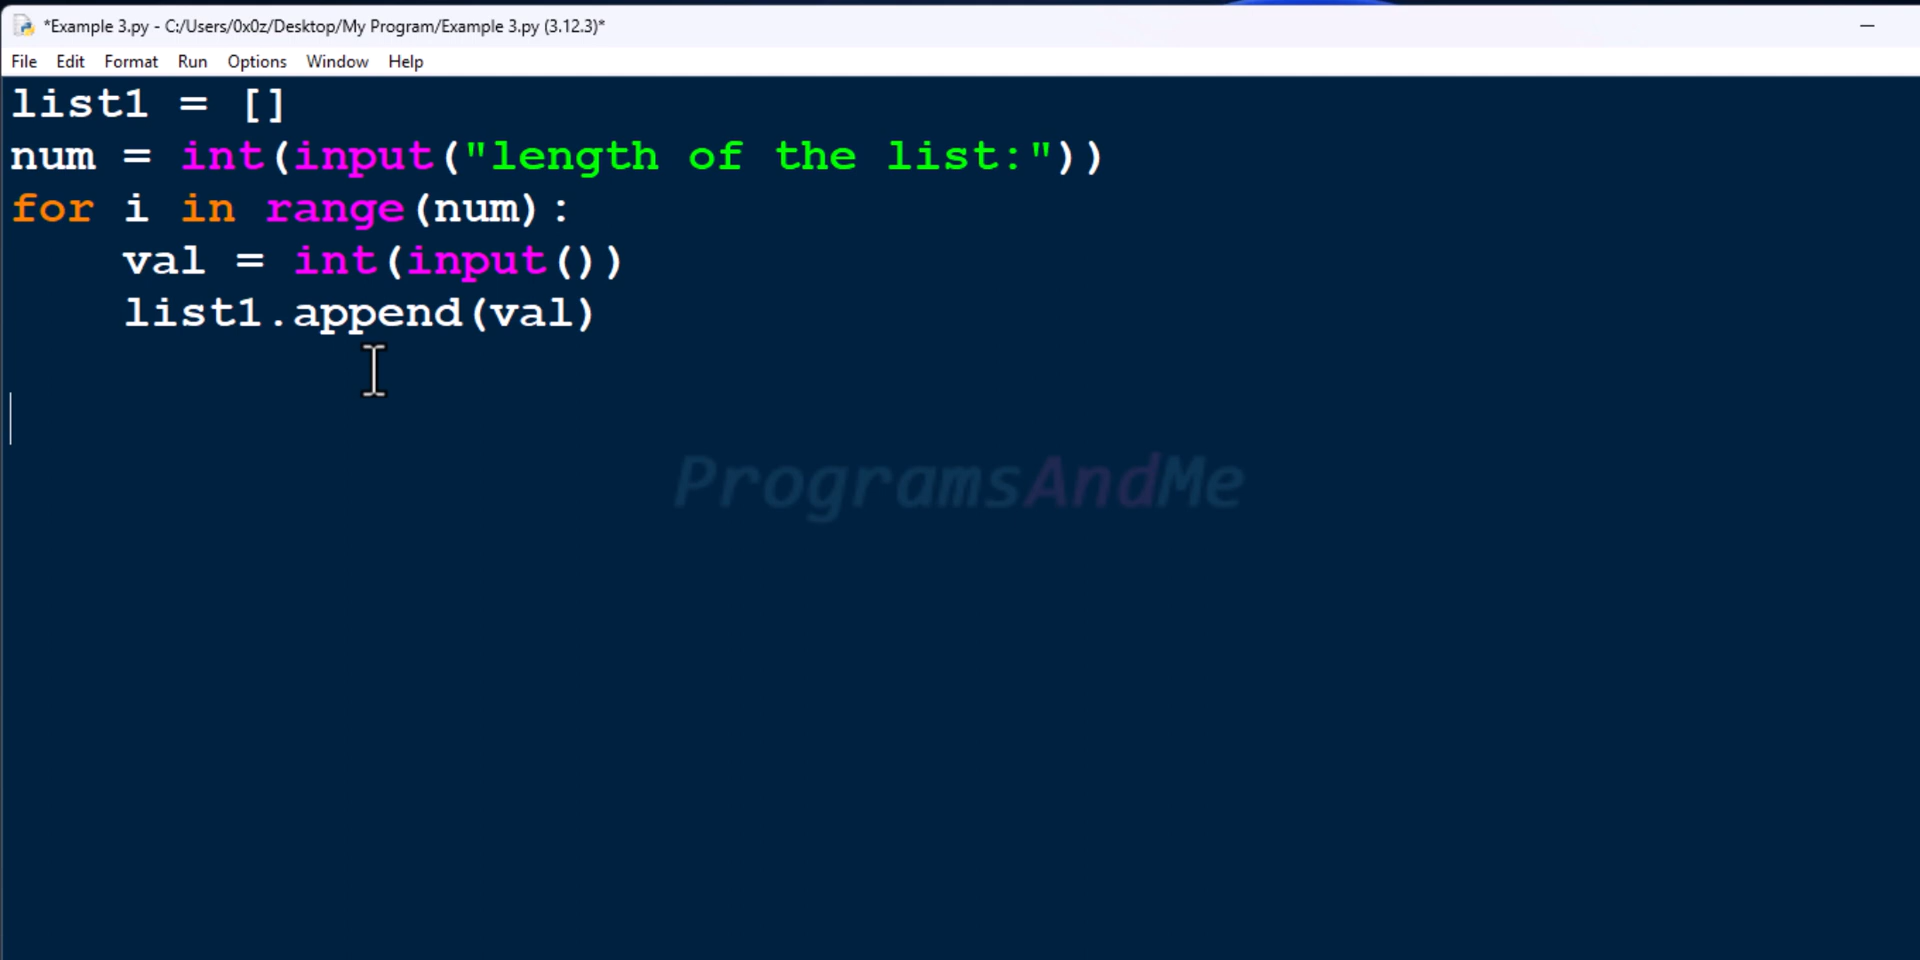 *Example 3.py - C:/Users/0x0z/Desktop/My Program/Example 3.py (3.12.3)*
File Edit Format Run Options Window Help
list1 = []
num = int(input("length of the list:"))
for i in range(num):
    val = int(input())
    list1.append(val)
ProgramsAndMe